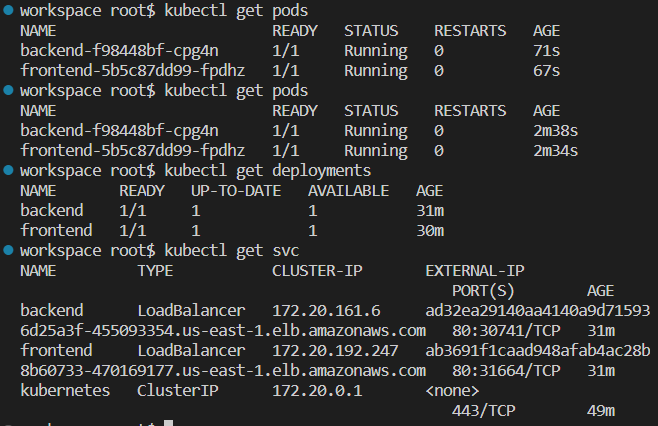 workspace root$ kubectl get pods
NAME READY STATUS RESTARTS AGE
backend-f98448bf-cpg4n 1/1 Running 0 71s
frontend-5b5c87dd99-fpdhz 1/1 Running 0 67s
workspace root$ kubectl get pods
NAME READY STATUS RESTARTS AGE
backend-f98448bf-cpg4n 1/1 Running 0 2m38s
frontend-5b5c87dd99-fpdhz 1/1 Running 0 2m34s
workspace root$ kubectl get deployments
NAME READY UP-TO-DATE AVAILABLE AGE
backend 1/1 1 1 31m
frontend 1/1 1 1 30m
workspace root$ kubectl get svc
NAME TYPE CLUSTER-IP EXTERNAL-IP
PORT(S) AGE
backend LoadBalancer 172.20.161.6 ad32ea29140aa4140a9d71593
6d25a3f-455093354.us-east-1.elb.amazonaws.com 80:30741/TCP 31m
frontend LoadBalancer 172.20.192.247 ab3691f1caad948afab4ac28b
8b60733-470169177.us-east-1.elb.amazonaws.com 80:31664/TCP 31m
kubernetes ClusterIP 172.20.0.1 <none>
443/TCP 49m
workspace root$